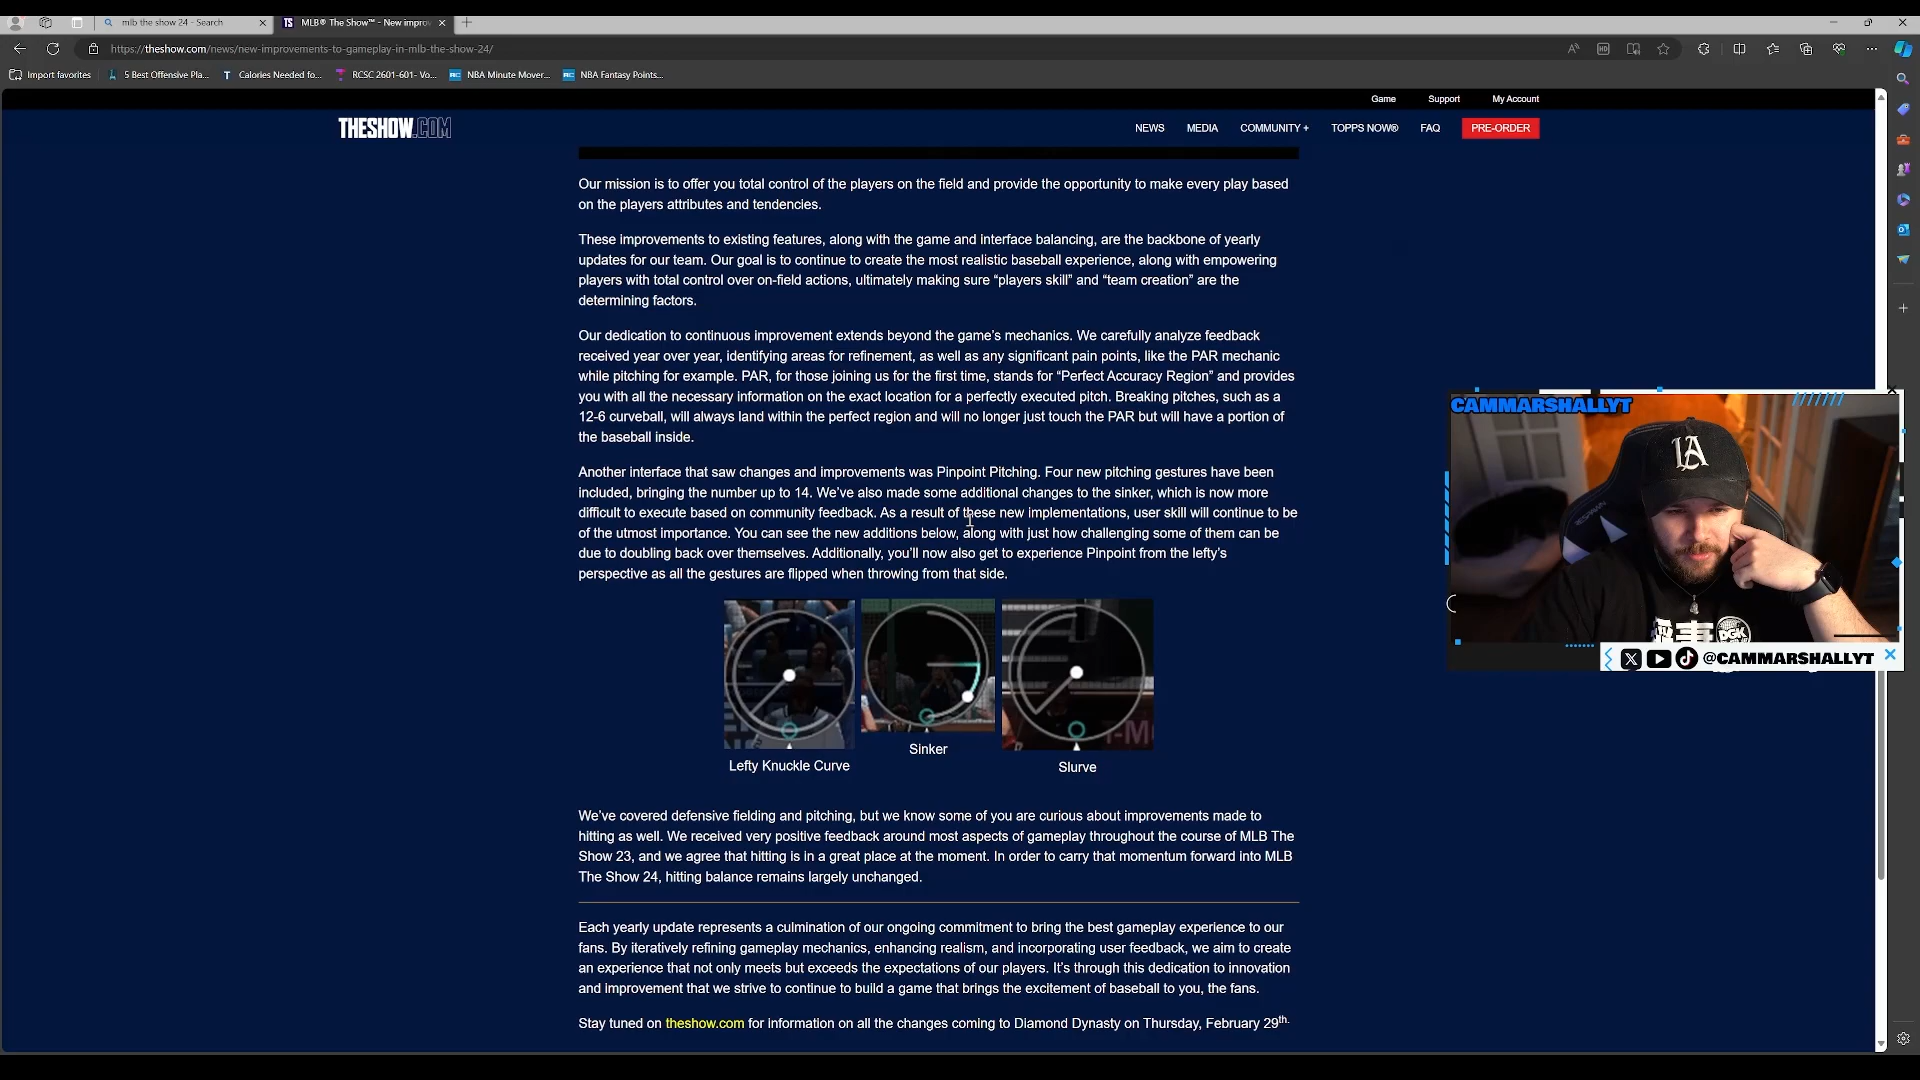 mlb the show 24 - Search
MLB® The Show™ - New improv
https://theshow.com/news/new-improvements-to-gameplay-in-mlb-the-show-24/
Import favorites
5 Best Offensive Pla...
Calories Needed fo...
RCSC 2601-601- Vo...
NBA Minute Mover...
NBA Fantasy Points...
Game Support My Account
THESHOW.COM
NEWS MEDIA COMMUNITY + TOPPS NOW® FAQ PRE-ORDER
Our mission is to offer you total control of the players on the field and provide the opportunity to make every play based
on the players attributes and tendencies.
These improvements to existing features, along with the game and interface balancing, are the backbone of yearly
updates for our team. Our goal is to continue to create the most realistic baseball experience, along with empowering
players with total control over on-field actions, ultimately making sure “players skill” and “team creation” are the
determining factors.
Our dedication to continuous improvement extends beyond the game’s mechanics. We carefully analyze feedback
received year over year, identifying areas for refinement, as well as any significant pain points, like the PAR mechanic
while pitching for example. PAR, for those joining us for the first time, stands for “Perfect Accuracy Region” and provides
you with all the necessary information on the exact location for a perfectly executed pitch. Breaking pitches, such as a
12-6 curveball, will always land within the perfect region and will no longer just touch the PAR but will have a portion of
the baseball inside.
Another interface that saw changes and improvements was Pinpoint Pitching. Four new pitching gestures have been
included, bringing the number up to 14. We’ve also made some additional changes to the sinker, which is now more
difficult to execute based on community feedback. As a result of these new implementations, user skill will continue to be
of the utmost importance. You can see the new additions below, along with just how challenging some of them can be
due to doubling back over themselves. Additionally, you’ll now also get to experience Pinpoint from the lefty’s
perspective as all the gestures are flipped when throwing from that side.
Lefty Knuckle Curve
Sinker
Slurve
We’ve covered defensive fielding and pitching, but we know some of you are curious about improvements made to
hitting as well. We received very positive feedback around most aspects of gameplay throughout the course of MLB The
Show 23, and we agree that hitting is in a great place at the moment. In order to carry that momentum forward into MLB
The Show 24, hitting balance remains largely unchanged.
Each yearly update represents a culmination of our ongoing commitment to bring the best gameplay experience to our
fans. By iteratively refining gameplay mechanics, enhancing realism, and incorporating user feedback, we aim to create
an experience that not only meets but exceeds the expectations of our players. It’s through this dedication to innovation
and improvement that we strive to continue to build a game that brings the excitement of baseball to you, the fans.
Stay tuned on theshow.com for information on all the changes coming to Diamond Dynasty on Thursday, February 29th.
CAMMARSHALLYT
LA
DGK
@CAMMARSHALLYT